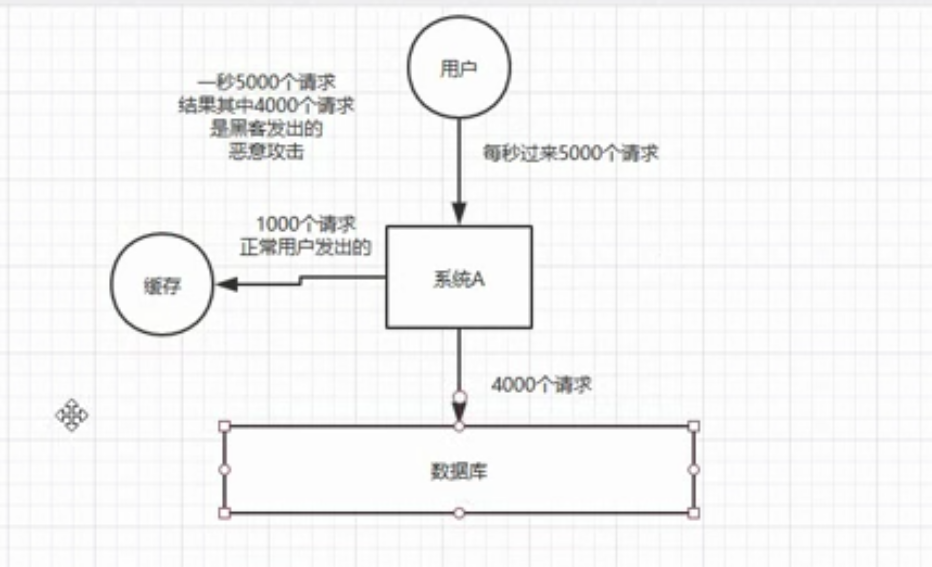 用户
一秒5000个请求
结果其中4000个请求
是黑客发出的
恶意攻击
每秒过来5000个请求
1000个请求
正常用户发出的
缓存
系统A
4000个请求
数据库